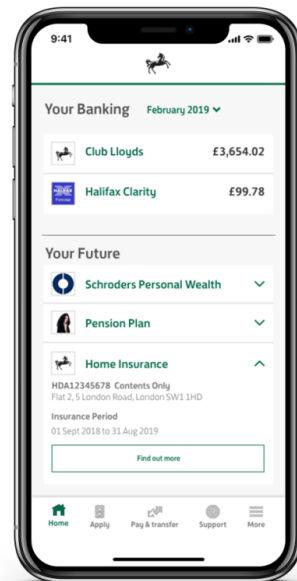 9:41
Your Banking February 2019
Club Lloyds £3,654.02
HALIFAX
Halifax Clarity £99.78
Your Future
Schroders Personal Wealth
Pension Plan
Home Insurance
HDA12345678 Contents Only
Flat 2, 5 London Road, London SW1 1HD
Insurance Period
01 Sept 2018 to 31 Aug 2019
Find out more
Home Apply Pay & transfer Support More